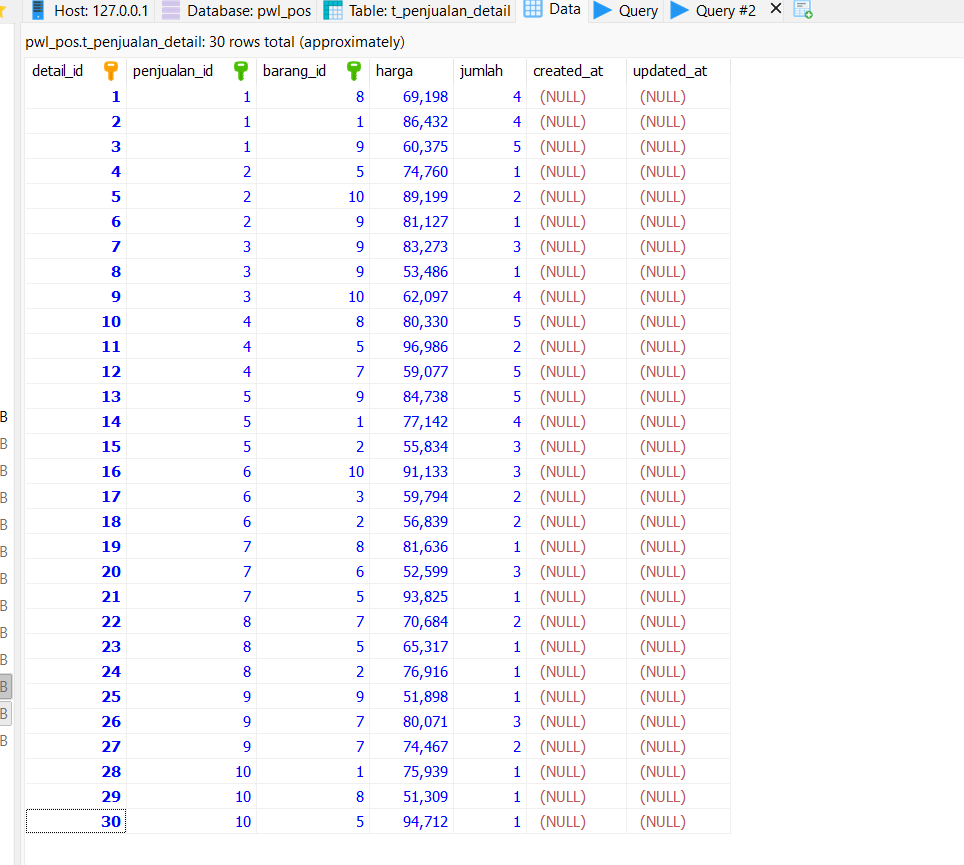 Host: 127.0.0.1 Database: pwl_pos Table: t_penjualan_detail Data Query Query #2
pwl_pos.t_penjualan_detail: 30 rows total (approximately)
detail_id penjualan_id barang_id harga jumlah created_at updated_at
1 1 8 69,198 4 (NULL) (NULL)
2 1 1 86,432 4 (NULL) (NULL)
3 1 9 60,375 5 (NULL) (NULL)
4 2 5 74,760 1 (NULL) (NULL)
5 2 10 89,199 2 (NULL) (NULL)
6 2 9 81,127 1 (NULL) (NULL)
7 3 9 83,273 3 (NULL) (NULL)
8 3 9 53,486 1 (NULL) (NULL)
9 3 10 62,097 4 (NULL) (NULL)
10 4 8 80,330 5 (NULL) (NULL)
11 4 5 96,986 2 (NULL) (NULL)
12 4 7 59,077 5 (NULL) (NULL)
13 5 9 84,738 5 (NULL) (NULL)
B
14 5 1 77,142 4 (NULL) (NULL)
B
15 5 2 55,834 3 (NULL) (NULL)
B
16 6 10 91,133 3 (NULL) (NULL)
B
17 6 3 59,794 2 (NULL) (NULL)
B
18 6 2 56,839 2 (NULL) (NULL)
B
19 7 8 81,636 1 (NULL) (NULL)
B
20 7 6 52,599 3 (NULL) (NULL)
B
21 7 5 93,825 1 (NULL) (NULL)
B
22 8 7 70,684 2 (NULL) (NULL)
B
23 8 5 65,317 1 (NULL) (NULL)
B
24 8 2 76,916 1 (NULL) (NULL)
B
25 9 9 51,898 1 (NULL) (NULL)
B
26 9 7 80,071 3 (NULL) (NULL)
27 9 7 74,467 2 (NULL) (NULL)
28 10 1 75,939 1 (NULL) (NULL)
29 10 8 51,309 1 (NULL) (NULL)
30 10 5 94,712 1 (NULL) (NULL)